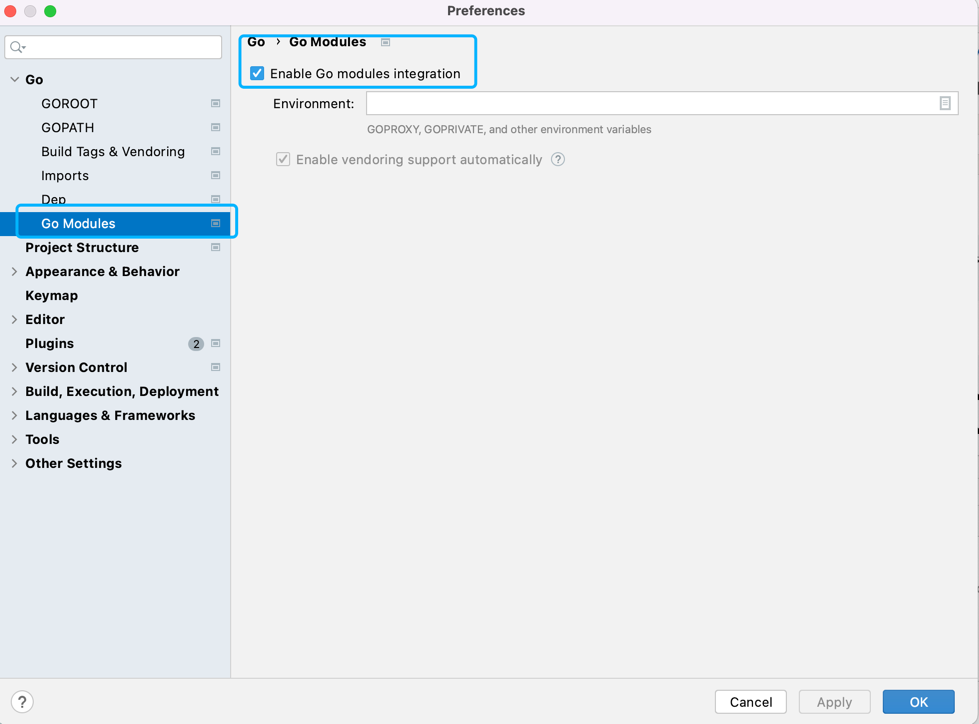 Preferences
Go
GOROOT
GOPATH
Build Tags & Vendoring
Imports
Dep
Go Modules
Project Structure
Appearance & Behavior
Keymap
Editor
Plugins 2
Version Control
Build, Execution, Deployment
Languages & Frameworks
Tools
Other Settings
Go › Go Modules
Enable Go modules integration
Environment:
GOPROXY, GOPRIVATE, and other environment variables
Enable vendoring support automatically ?
?
Cancel
Apply
OK